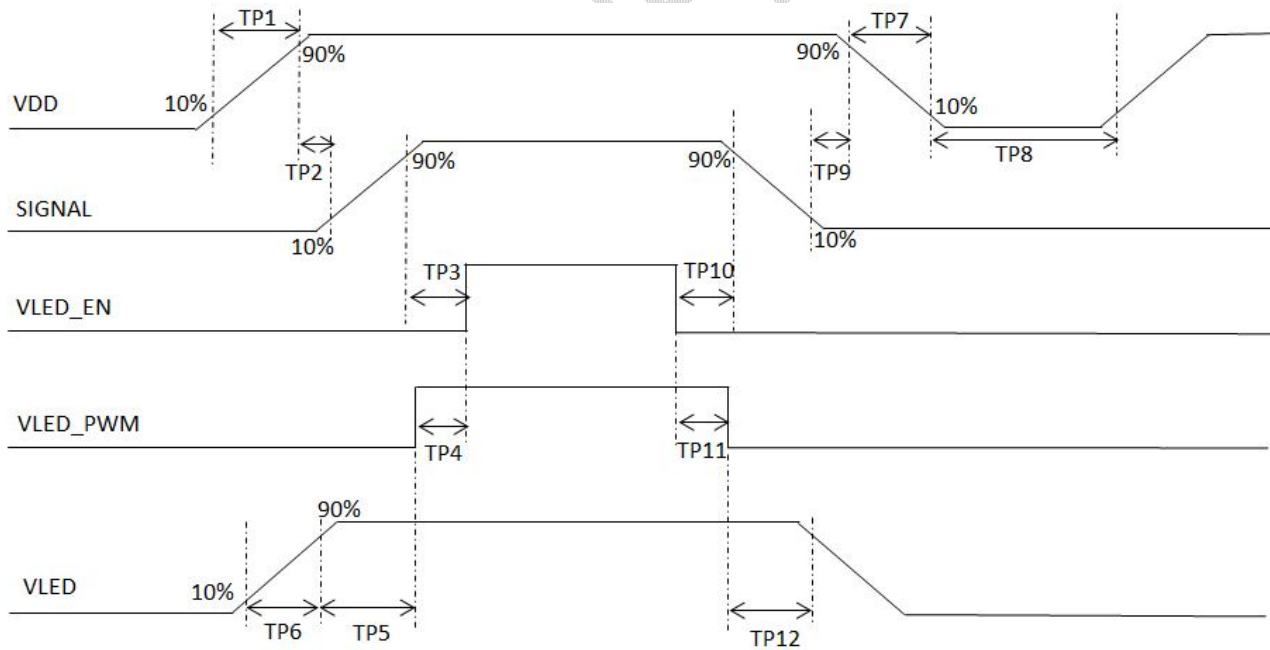 TP1
TP7
90%
90%
VDD
10%
10%
TP2
90%
90%
TP9
TP8
SIGNAL
10%
10%
TP3
TP10
VLED_EN
VLED_PWM
TP4
TP11
90%
VLED
10%
TP6
TP5
TP12